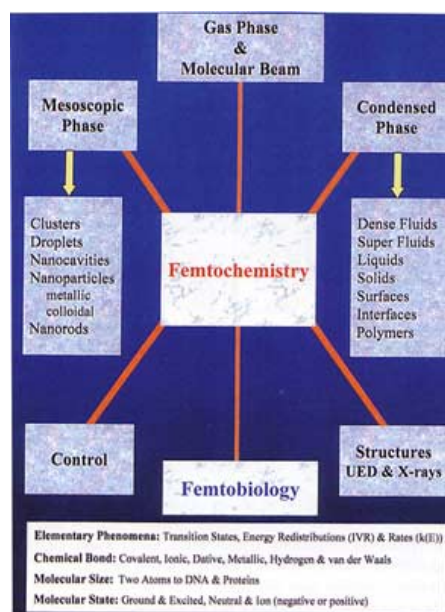 Gas Phase
&
Molecular Beam
Mesoscopic
Phase
Condensed
Phase
Clusters
Droplets
Nanocavities
Nanoparticles
metallic
colloidal
Nanorods
Femtochemistry
Dense Fluids
Super Fluids
Liquids
Solids
Surfaces
Interfaces
Polymers
Control
Femtobiology
Structures
UED & X-rays
Elementary Phenomena: Transition States, Energy Redistributions (IVR) & Rates (k(E))
Chemical Bond: Covalent, Ionic, Dative, Metallic, Hydrogen & van der Waals
Molecular Size: Two Atoms to DNA & Proteins
Molecular State: Ground & Excited, Neutral & Ion (negative or positive)